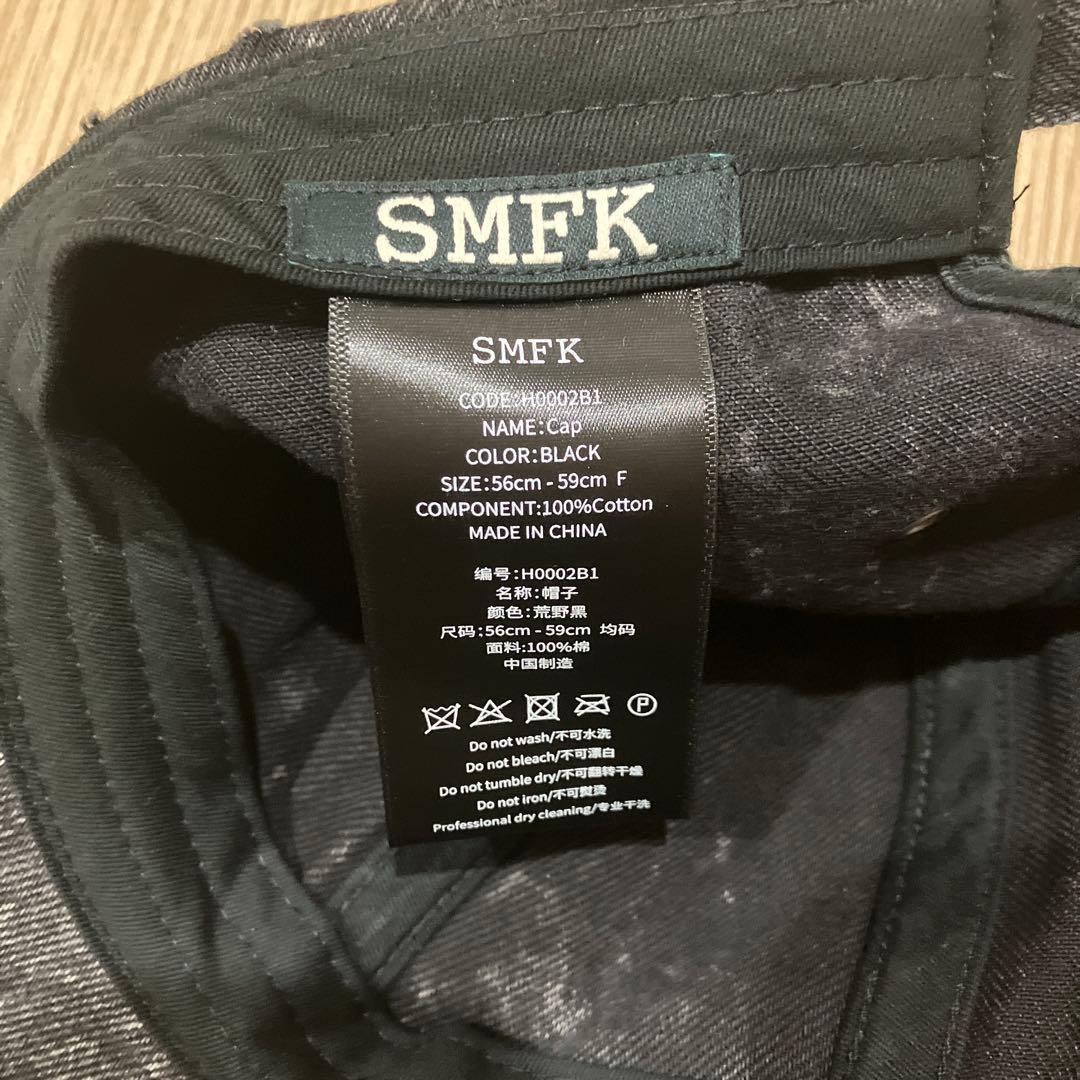 SMFK
SMFK
CODE:H0002B1
NAME:Cap
COLOR:BLACK
SIZE:56cm - 59cm F
COMPONENT:100%Cotton
MADE IN CHINA
编号:H0002B1
名称:帽子
颜色:荒野黑
尺码:56cm - 59cm 均码
面料:100%棉
中国制造
P
Do not wash/不可水洗
Do not bleach/不可漂白
Do not tumble dry/不可翻转干燥
Do not iron/不可熨烫
Professional dry cleaning/专业干洗